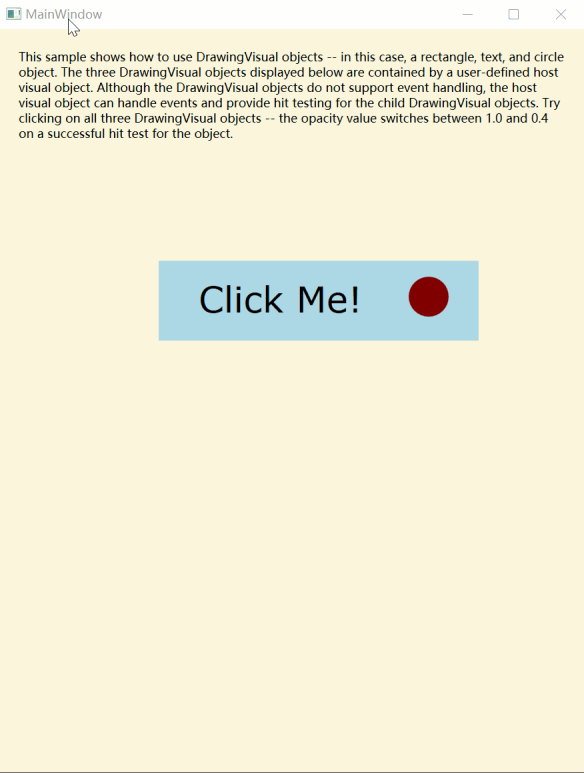 MainWindow
This sample shows how to use DrawingVisual objects -- in this case, a rectangle, text, and circle
object. The three DrawingVisual objects displayed below are contained by a user-defined host
visual object. Although the DrawingVisual objects do not support event handling, the host
visual object can handle events and provide hit testing for the child DrawingVisual objects. Try
clicking on all three DrawingVisual objects -- the opacity value switches between 1.0 and 0.4
on a successful hit test for the object.
Click Me!